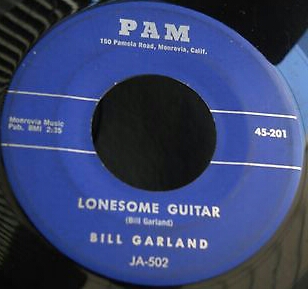 PAM
150 Pamela Road, Monrovia, Calif.
Monrovia Music
Pub. BMI 2:25
45-201
LONESOME GUITAR
(Bill Garland)
BILL GARLAND
JA-502